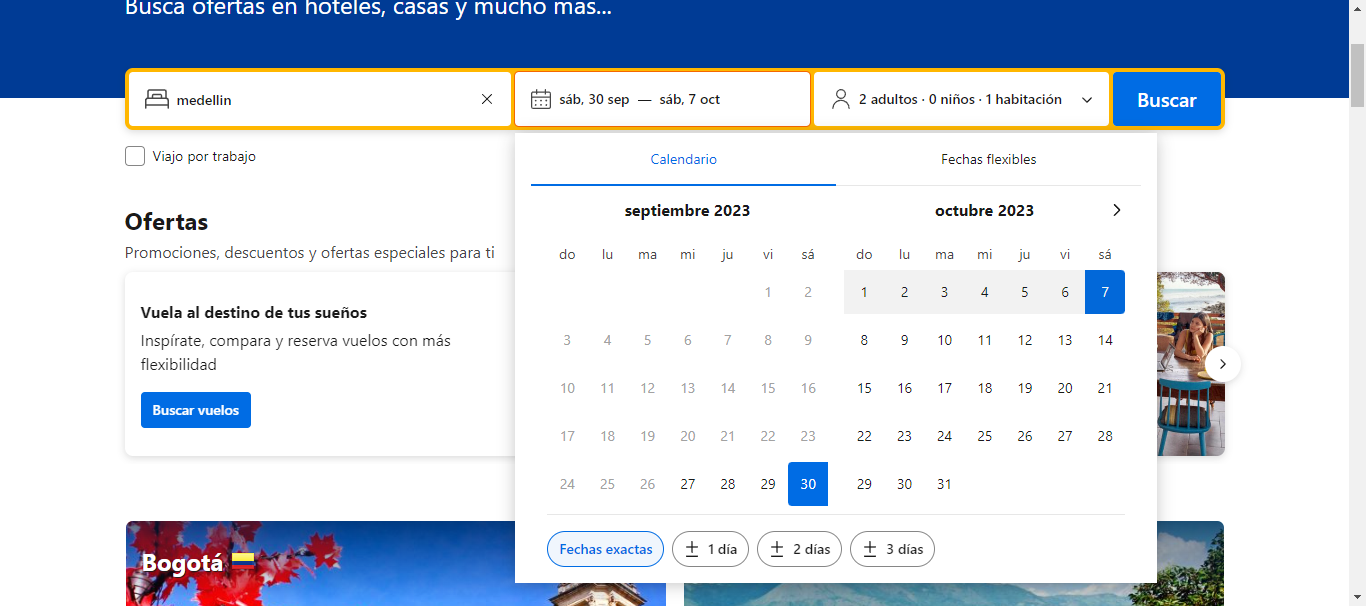 Busca ofertas en hoteles, casas y mucho más...
medellin
sáb, 30 sep — sáb, 7 oct
2 adultos · 0 niños · 1 habitación
Buscar
Viajo por trabajo
Calendario
Fechas flexibles
septiembre 2023
do lu ma mi ju vi sá
1 2
3 4 5 6 7 8 9
10 11 12 13 14 15 16
17 18 19 20 21 22 23
24 25 26 27 28 29 30
octubre 2023
do lu ma mi ju vi sá
1 2 3 4 5 6 7
8 9 10 11 12 13 14
15 16 17 18 19 20 21
22 23 24 25 26 27 28
29 30 31
Fechas exactas
± 1 día
± 2 días
± 3 días
Ofertas
Promociones, descuentos y ofertas especiales para ti
Vuela al destino de tus sueños
Inspírate, compara y reserva vuelos con más
flexibilidad
Buscar vuelos
Bogotá